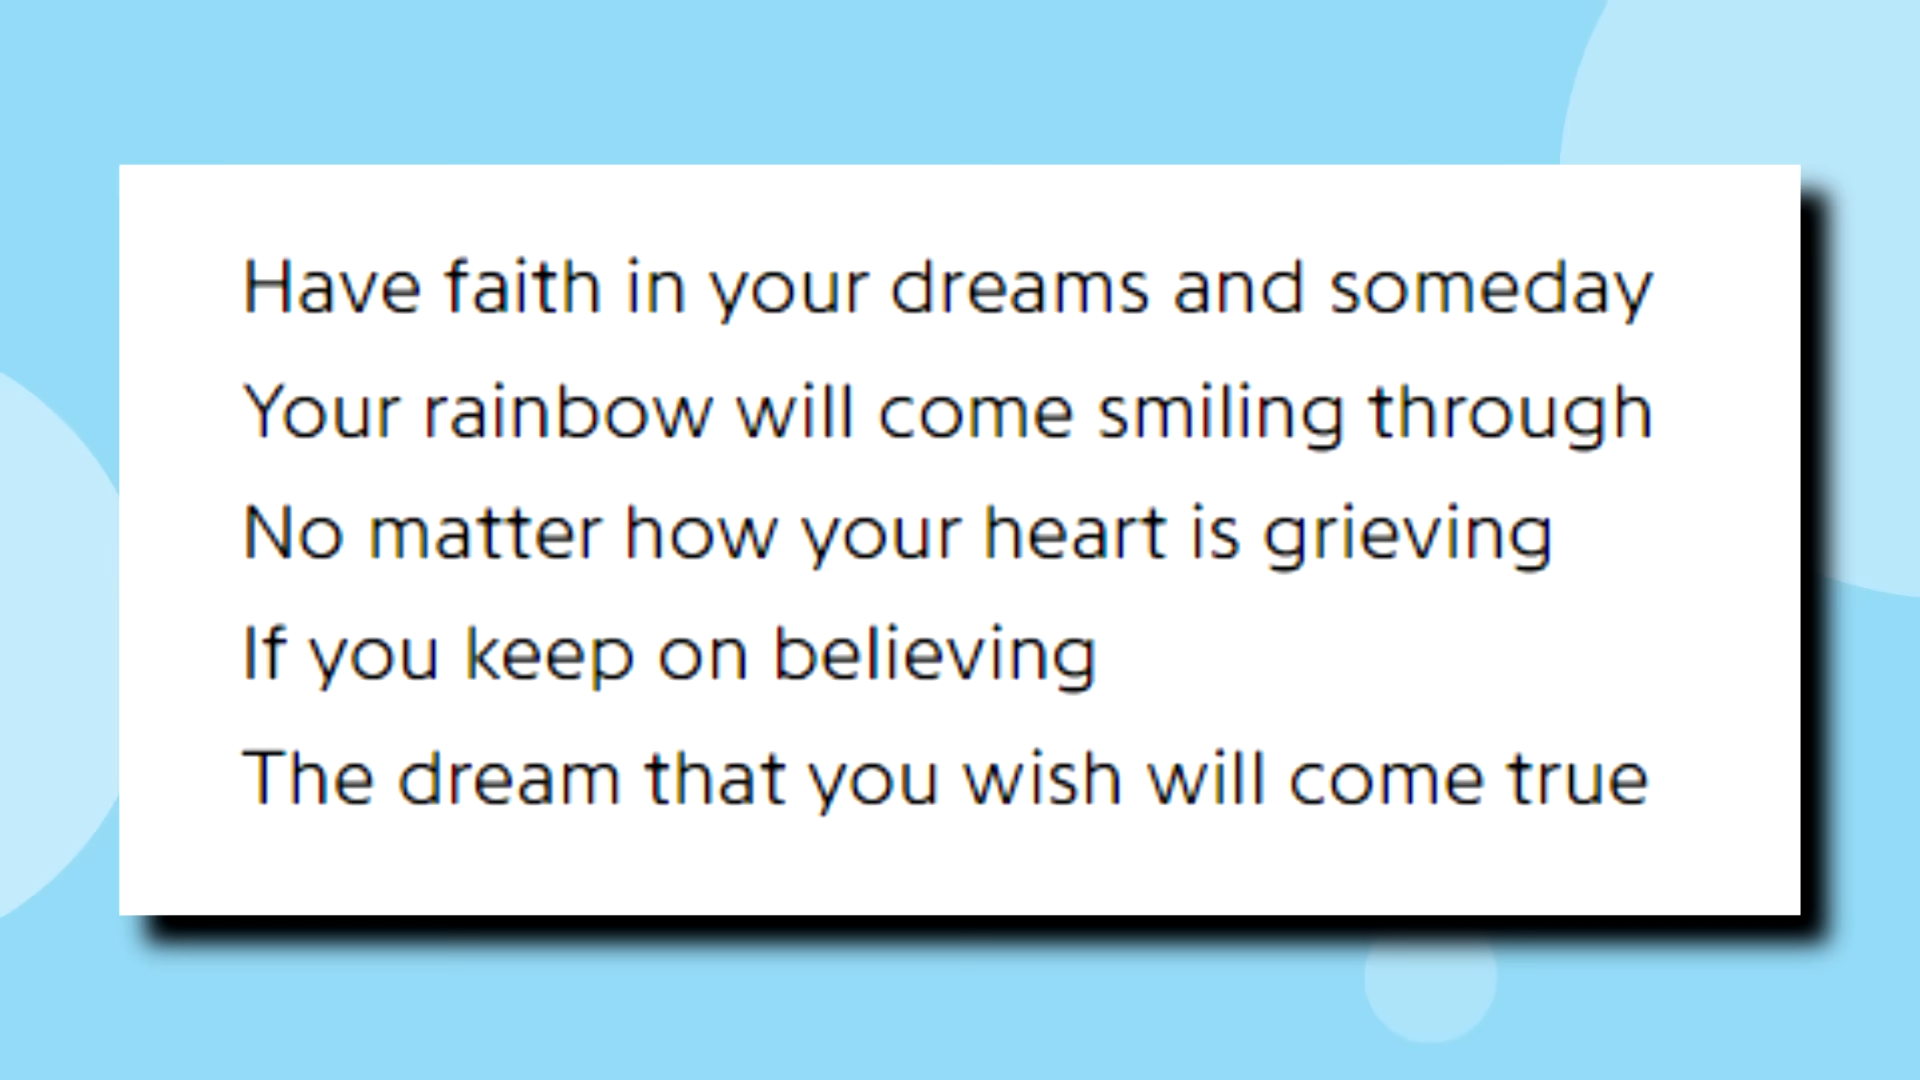 Have faith in your dreams and someday
Your rainbow will come smiling through
No matter how your heart is grieving
If you keep on believing
The dream that you wish will come true